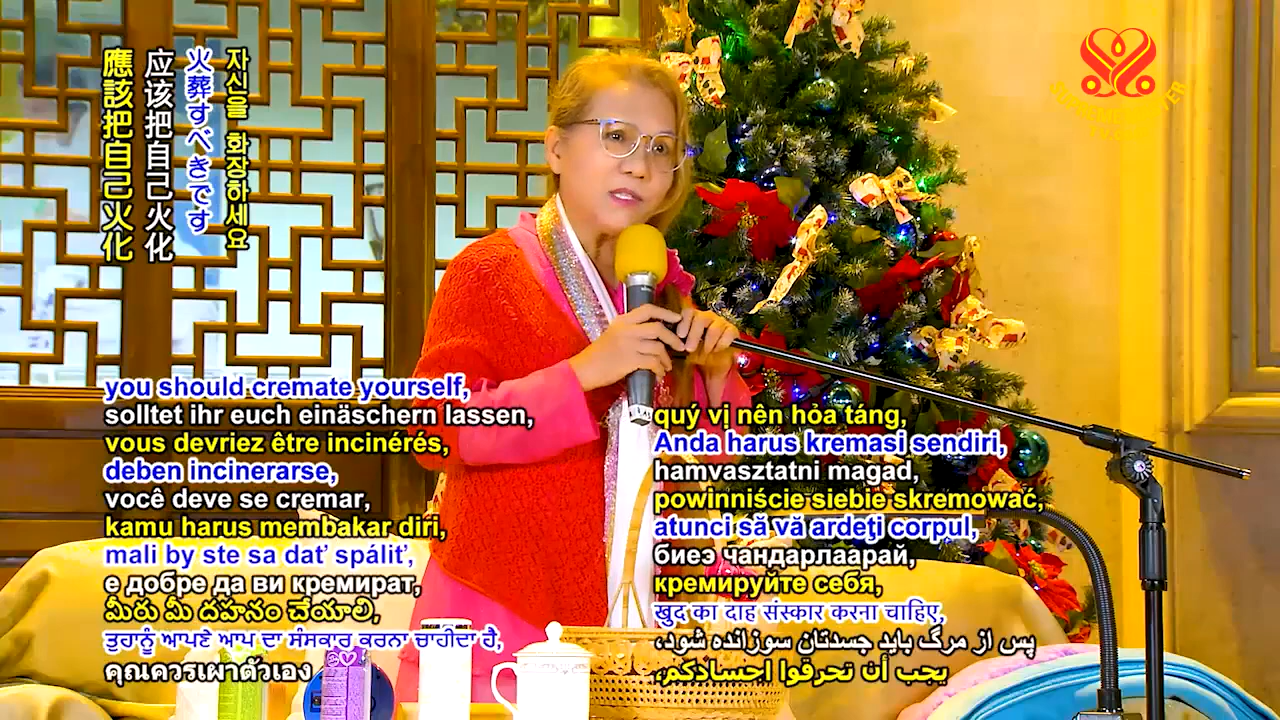 應該把自己火化
应该把自己火化
火葬すべきです
자신을 화장하세요
SUPREME MASTER
you should cremate yourself,
solltet ihr euch einäschern lassen,
vous devriez être incinérés,
deben incinerarse,
você deve se cremar,
kamu harus membakar diri,
mali by ste sa dať spáliť,
е добре да ви кремират,
మీరు మీ దహనం చేయాలి,
ਤੁਹਾਨੂੰ ਆਪਣੇ ਆਪ ਦਾ ਸੰਸਕਾਰ ਕਰਨਾ ਚਾਹੀਦਾ ਹੈ,
คุณควรเผาตัวเอง
quý vị nên hỏa táng,
Anda harus kremasi sendiri,
hamvasztatni magad,
powinniście siebie skremować,
atunci să vă ardeţi corpul,
биеэ чандарлаарай,
кремируйте себя,
खुद का दाह संस्कार करना चाहिए,
پس از مرگ باید جسدتان سوزانده شود،
يجب أن تحرقوا أجسادكم،